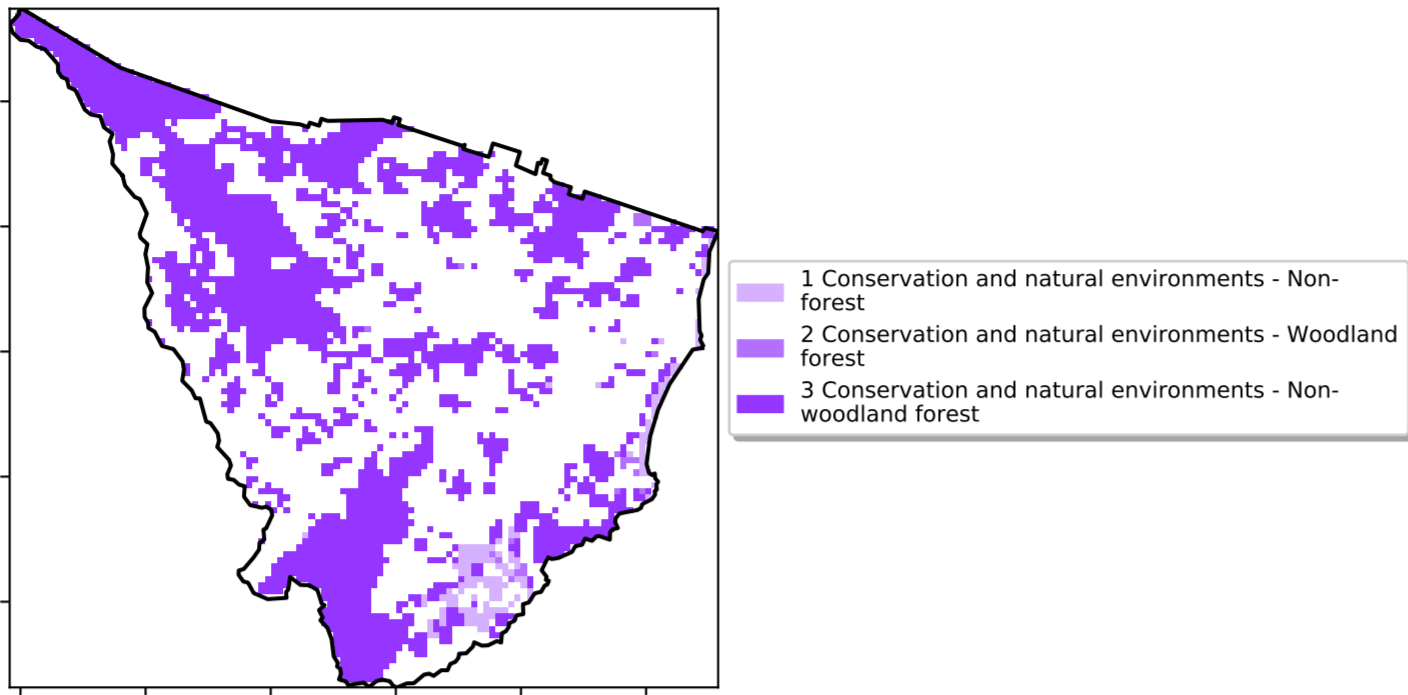 1 Conservation and natural environments - Non-
forest
2 Conservation and natural environments - Woodland
forest
3 Conservation and natural environments - Non-
woodland forest